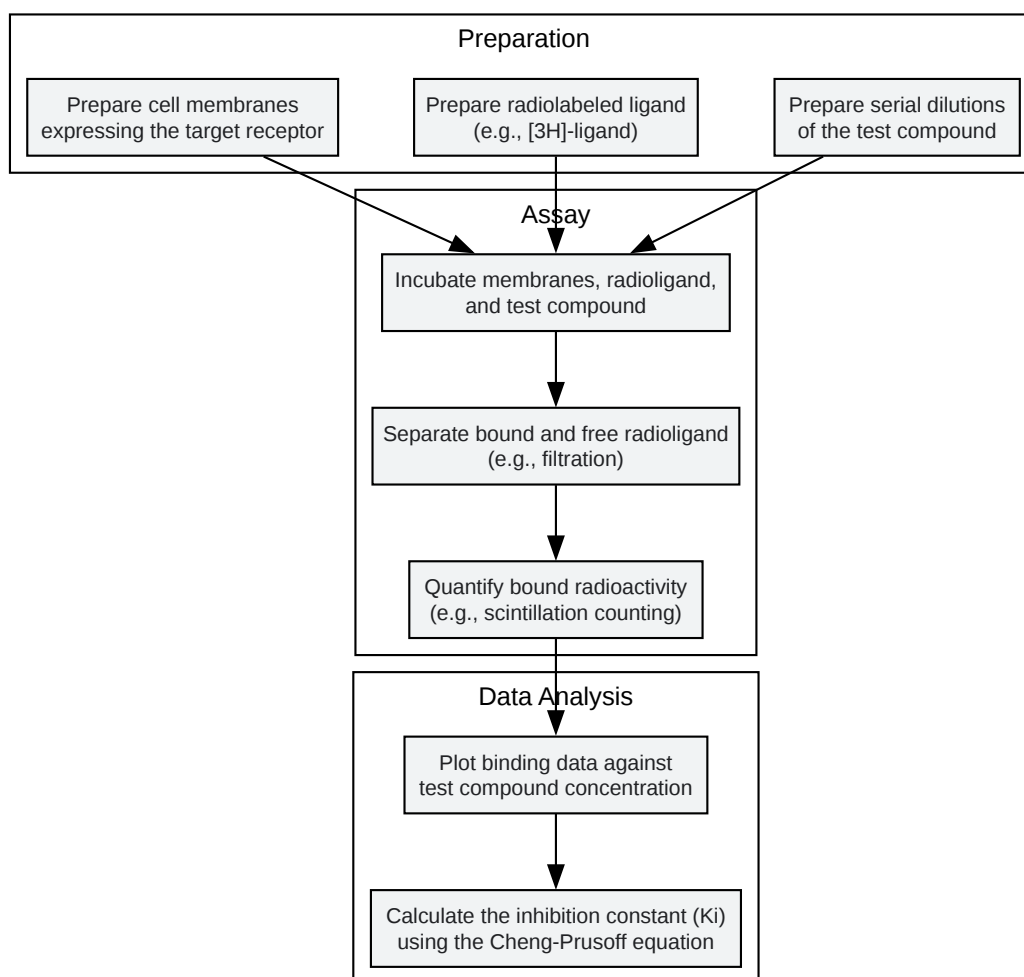 Preparation
Prepare cell membranes
expressing the target receptor
Prepare radiolabeled ligand
(e.g., [3H]-ligand)
Prepare serial dilutions
of the test compound
Assay
Incubate membranes, radioligand,
and test compound
Separate bound and free radioligand
(e.g., filtration)
Quantify bound radioactivity
(e.g., scintillation counting)
Data Analysis
Plot binding data against
test compound concentration
Calculate the inhibition constant (Ki)
using the Cheng-Prusoff equation